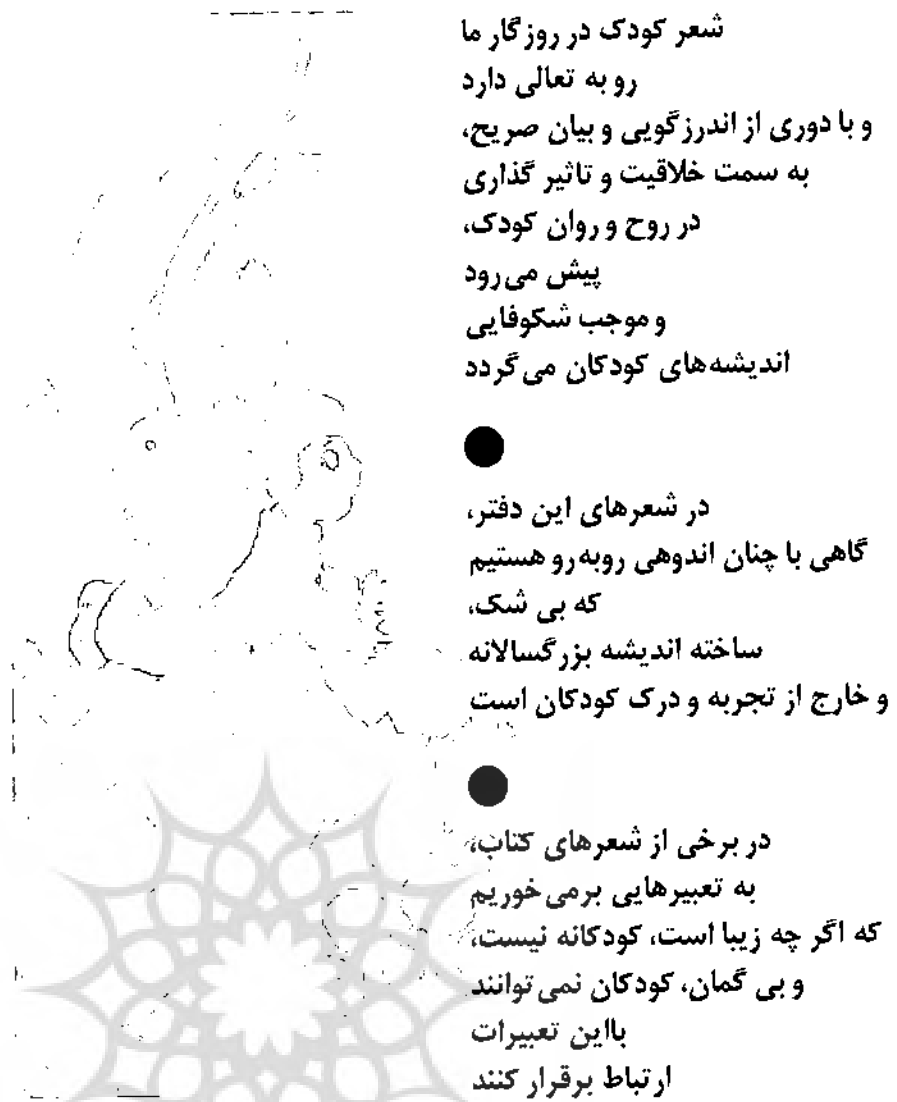 شعر کودک در روزگار ما
رو به تعالی دارد
و با دوری از اندرزگویی و بیان صریح،
به سمت خلاقیت و تاثیر گذاری
در روح و روان کودک،
پیش می‌رود
و موجب شکوفایی
اندیشه‌های کودکان می‌گردد
در شعرهای این دفتر،
گاهی با چنان اندوهی روبه‌رو هستیم
که بی شک،
ساخته اندیشه بزرگسالانه
و خارج از تجربه و درک کودکان است
در برخی از شعرهای کتاب،
به تعبیرهایی برمی‌خوریم
که اگر چه زیبا است، کودکانه نیست،
و بی گمان، کودکان نمی‌توانند
بااین تعبیرات
ارتباط برقرار کنند